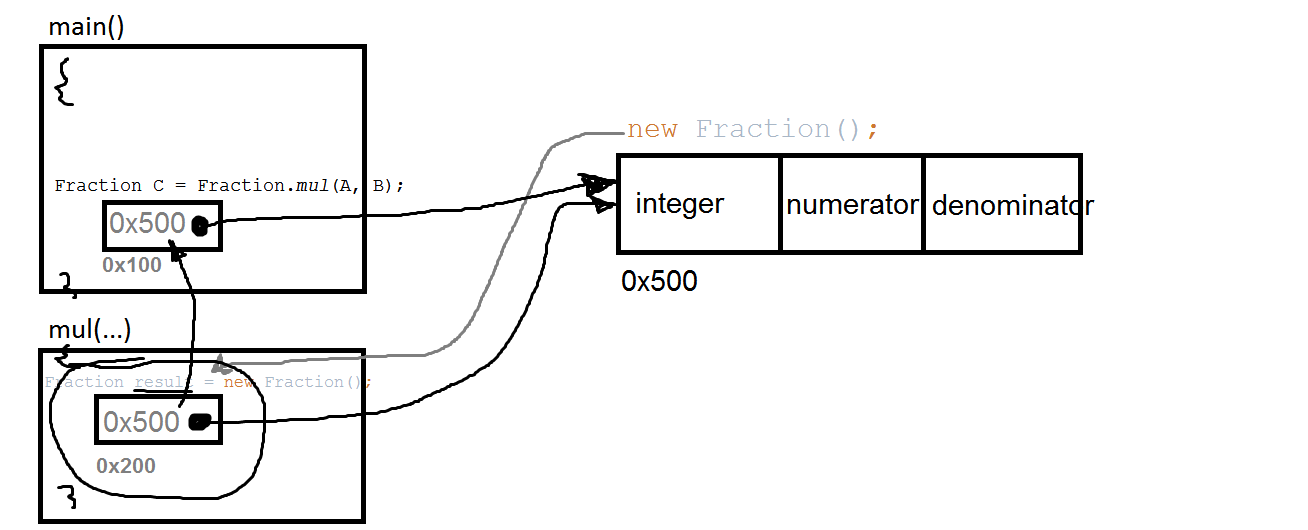 main()
{
new Fraction();
Fraction C = Fraction.mul(A, B);
integer numerator denominator
0x500
0x100
0x500
}
mul(...)
{
Fraction result = new Fraction();
0x500
0x200
}